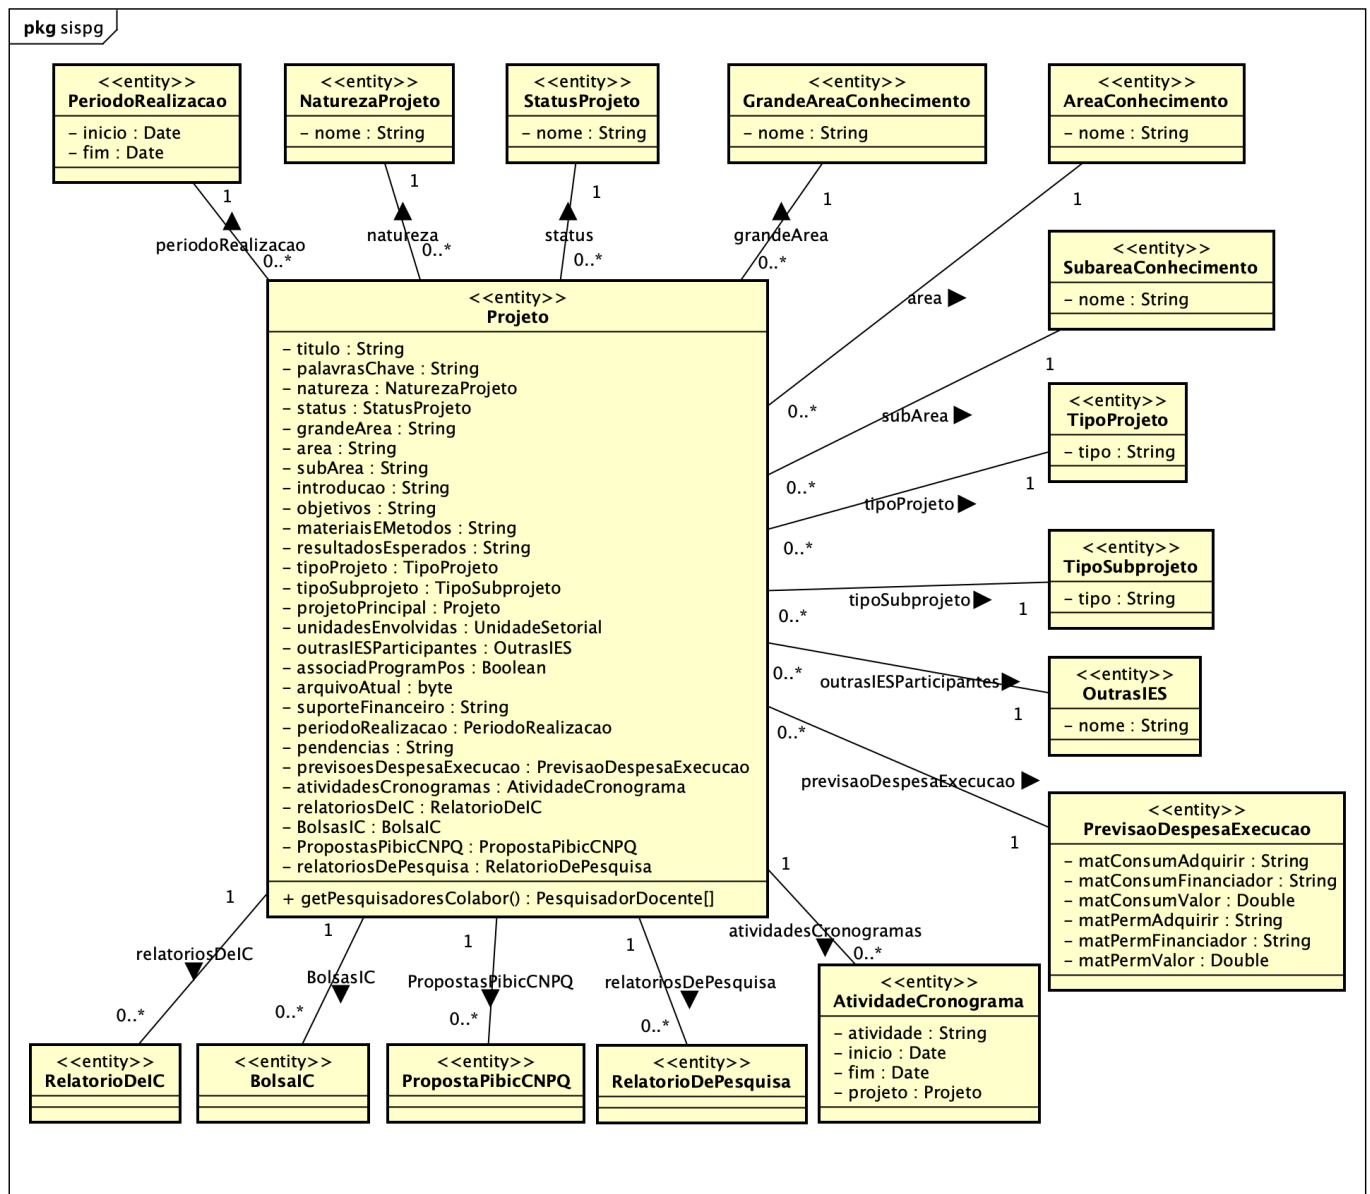 pkg sispg
<<entity>>
PeriodoRealizacao
– inicio : Date
– fim : Date
<<entity>>
NaturezaProjeto
– nome : String
<<entity>>
StatusProjeto
– nome : String
<<entity>>
GrandeAreaConhecimento
– nome : String
<<entity>>
AreaConhecimento
– nome : String
1
periodoRealizacao
0..*
1
natureza
0..*
1
status
0..*
1
grandeArea
0..*
1
area
0..*
<<entity>>
SubareaConhecimento
– nome : String
1
subArea
0..*
<<entity>>
TipoProjeto
– tipo : String
1
tipoProjeto
0..*
<<entity>>
TipoSubprojeto
– tipo : String
1
tipoSubprojeto
0..*
<<entity>>
OutrasIES
– nome : String
1
outrasIESParticipantes
0..*
<<entity>>
Projeto
– titulo : String
– palavrasChave : String
– natureza : NaturezaProjeto
– status : StatusProjeto
– grandeArea : String
– area : String
– subArea : String
– introducao : String
– objetivos : String
– materiaisEMetodos : String
– resultadosEsperados : String
– tipoProjeto : TipoProjeto
– tipoSubprojeto : TipoSubprojeto
– projetoPrincipal : Projeto
– unidadesEnvolvidas : UnidadeSetorial
– outrasIESParticipantes : OutrasIES
– associadProgramPos : Boolean
– arquivoAtual : byte
– suporteFinanceiro : String
– periodoRealizacao : PeriodoRealizacao
– pendencias : String
– previsoesDespesaExecucao : PrevisaoDespesaExecucao
– atividadesCronogramas : AtividadeCronograma
– relatoriosDeIC : RelatorioDeIC
– BolsasIC : BolsaIC
– PropostasPibicCNPQ : PropostaPibicCNPQ
– relatoriosDePesquisa : RelatorioDePesquisa
+ getPesquisadoresColabor() : PesquisadorDocente[]
0..*
previsaoDespesaExecucao
1
<<entity>>
PrevisaoDespesaExecucao
– matConsumAdquirir : String
– matConsumFinanciador : String
– matConsumValor : Double
– matPermAdquirir : String
– matPermFinanciador : String
– matPermValor : Double
1
relatoriosDeIC
0..*
1
BolsasIC
0..*
1
PropostasPibicCNPQ
0..*
1
relatoriosDePesquisa
0..*
1
atividadesCronogramas
0..*
<<entity>>
RelatorioDeIC
<<entity>>
BolsaIC
<<entity>>
PropostaPibicCNPQ
<<entity>>
RelatorioDePesquisa
<<entity>>
AtividadeCronograma
– atividade : String
– inicio : Date
– fim : Date
– projeto : Projeto